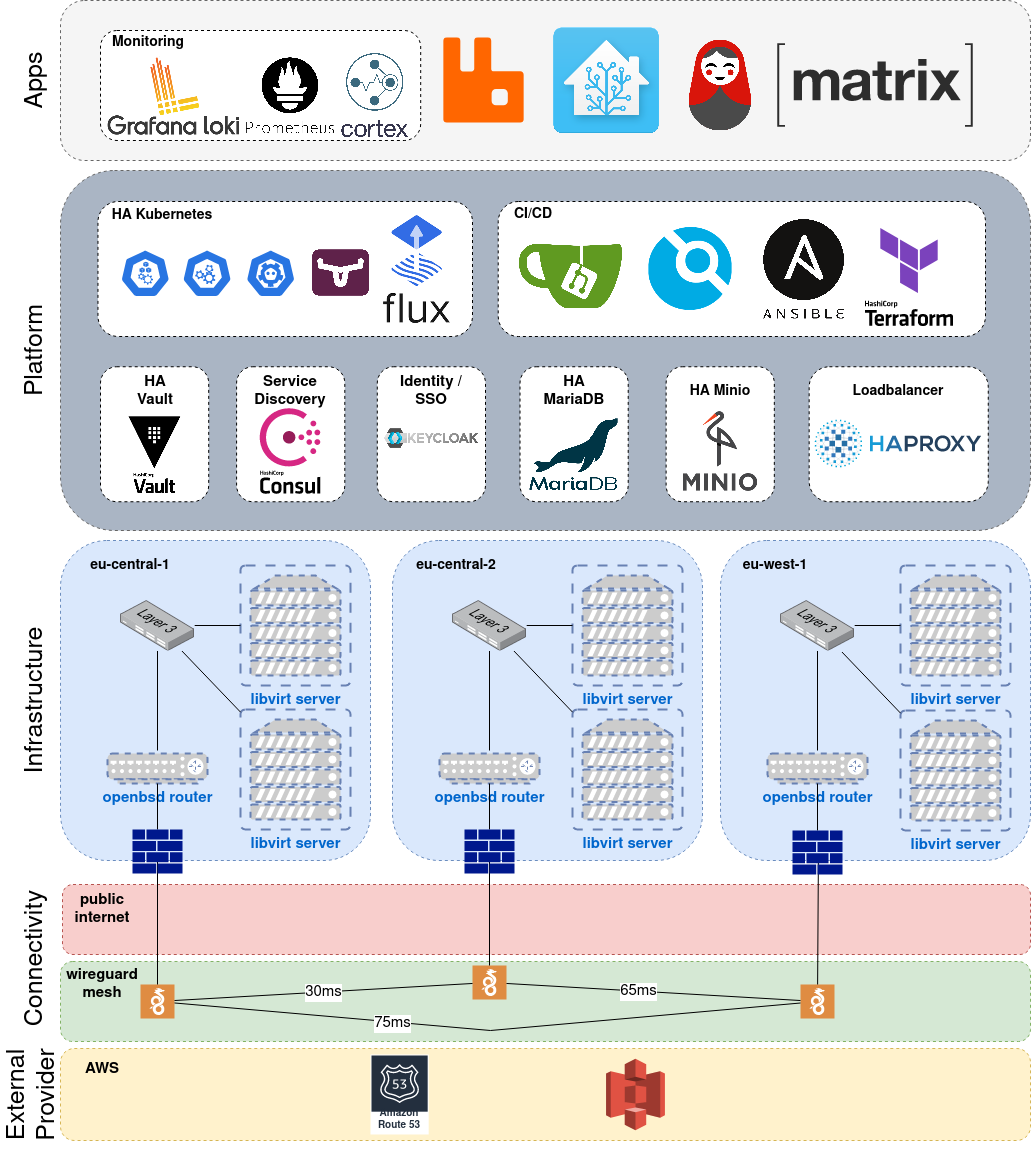 Apps
Monitoring
Grafana loki
Prometheus
cortex
[matrix]
Platform
HA Kubernetes
flux
CI/CD
ANSIBLE
HashiCorp
Terraform
HA
Vault
HashiCorp
Vault
Service
Discovery
HashiCorp
Consul
Identity /
SSO
KEYCLOAK
HA
MariaDB
MariaDB
HA Minio
MINIO
Loadbalancer
HAPROXY
Infrastructure
eu-central-1
Layer 3
libvirt server
openbsd router
libvirt server
eu-central-2
Layer 3
libvirt server
openbsd router
libvirt server
eu-west-1
Layer 3
libvirt server
openbsd router
libvirt server
Connectivity
public
internet
wireguard
mesh
30ms
65ms
75ms
External
Provider
AWS
53
Amazon
Route 53